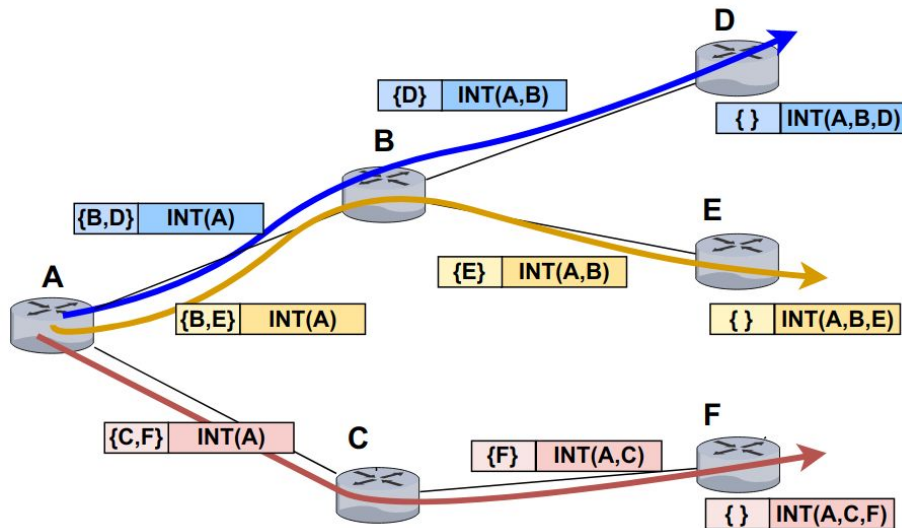 D
{D} INT(A,B)
{ } INT(A,B,D)
B
{B,D} INT(A)
E
{E} INT(A,B)
A
{B,E} INT(A)
{ } INT(A,B,E)
F
{C,F} INT(A)
C
{F} INT(A,C)
{ } INT(A,C,F)